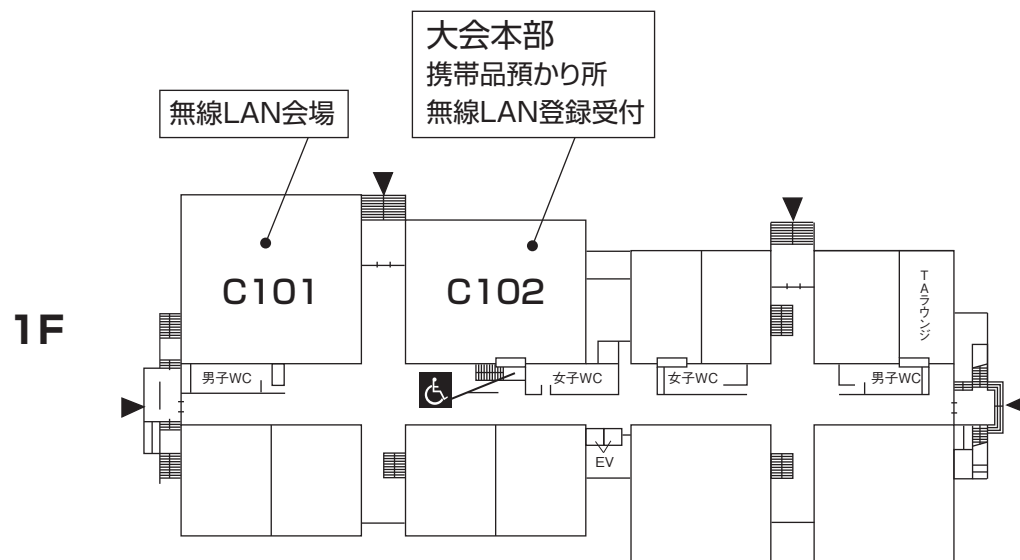 大会本部
携帯品預かり所
無線LAN登録受付
無線LAN会場
C101
C102
TAラウンジ
1F
男子WC
女子WC
女子WC
男子WC
EV